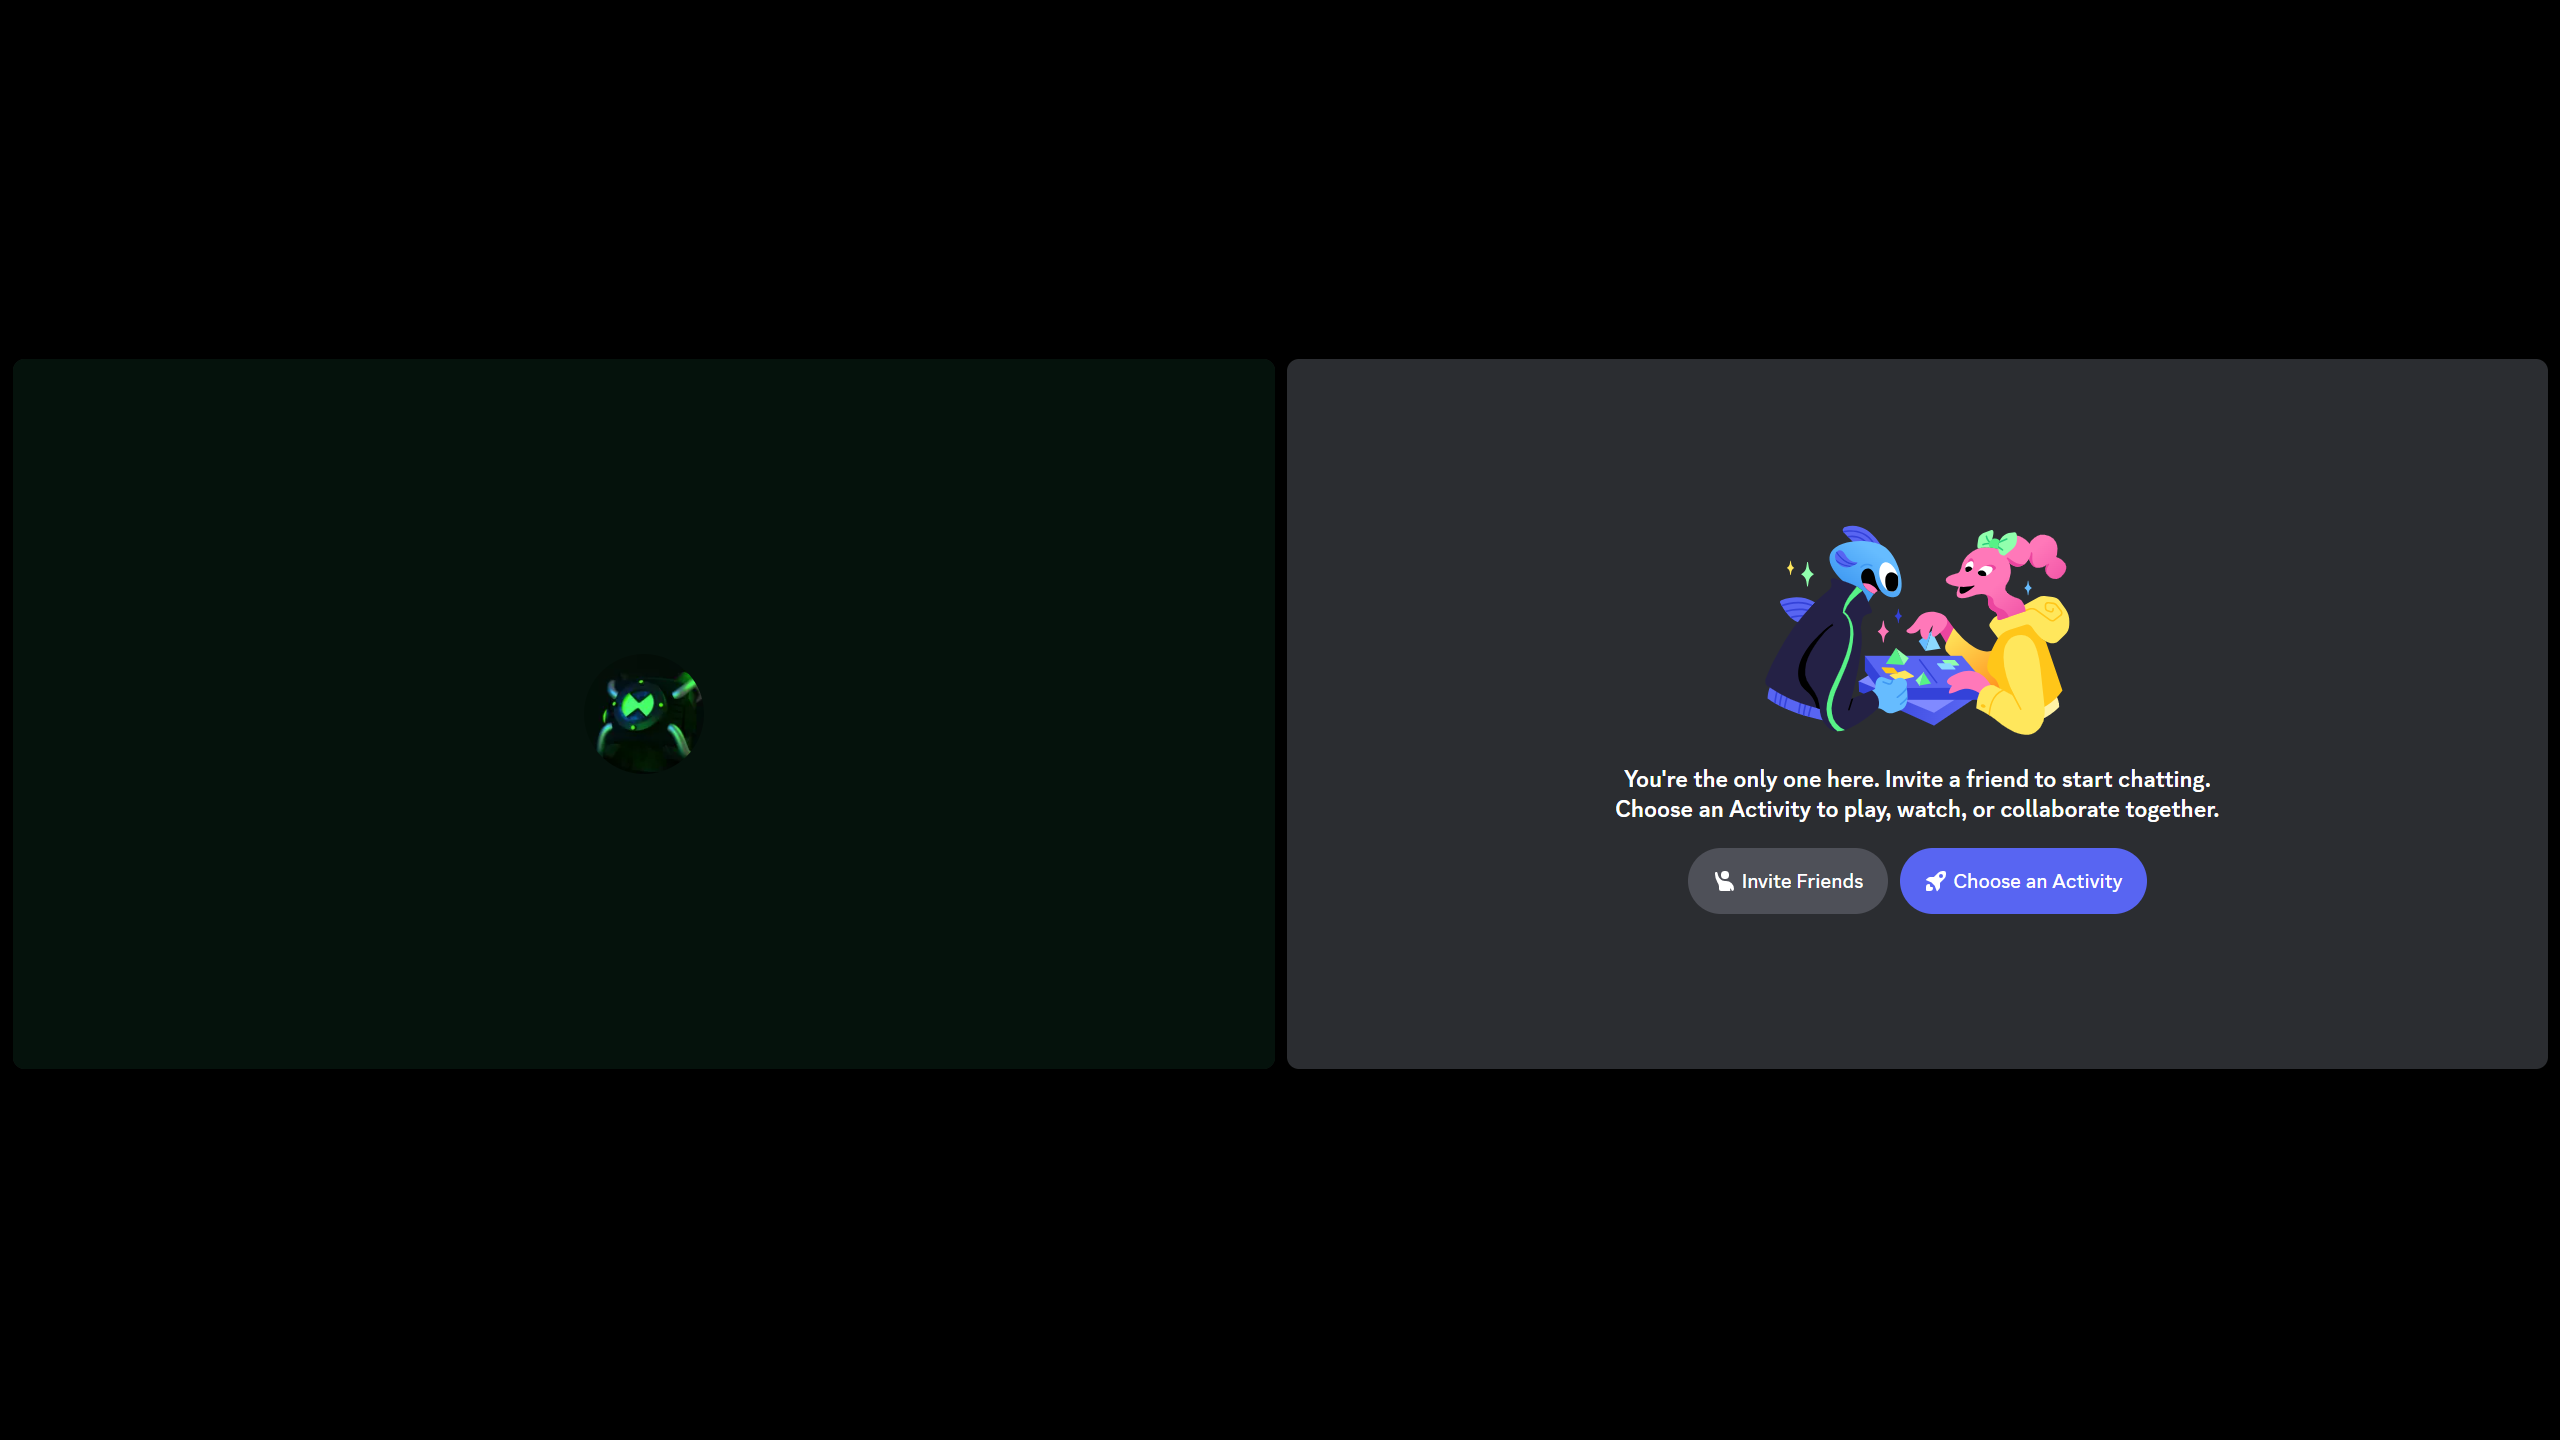 You're the only one here. Invite a friend to start chatting.
Choose an Activity to play, watch, or collaborate together.
Invite Friends
Choose an Activity